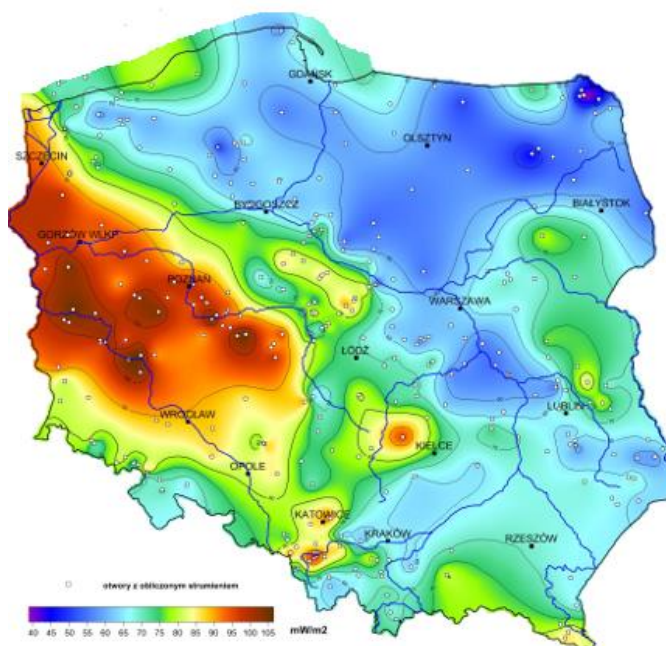 GDAŃSK
OLSZTYN
SZCZECIN
BYDGOSZCZ
BIAŁYSTOK
GORZÓW WLKP
POZNAŃ
WARSZAWA
ŁÓDŹ
WROCŁAW
LUBLIN
KIELCE
OPOLE
KATOWICE
KRAKÓW
RZESZÓW
otwory z obliczonym strumieniem
40 45 50 55 60 65 70 75 80 85 90 95 100 105
mW/m2